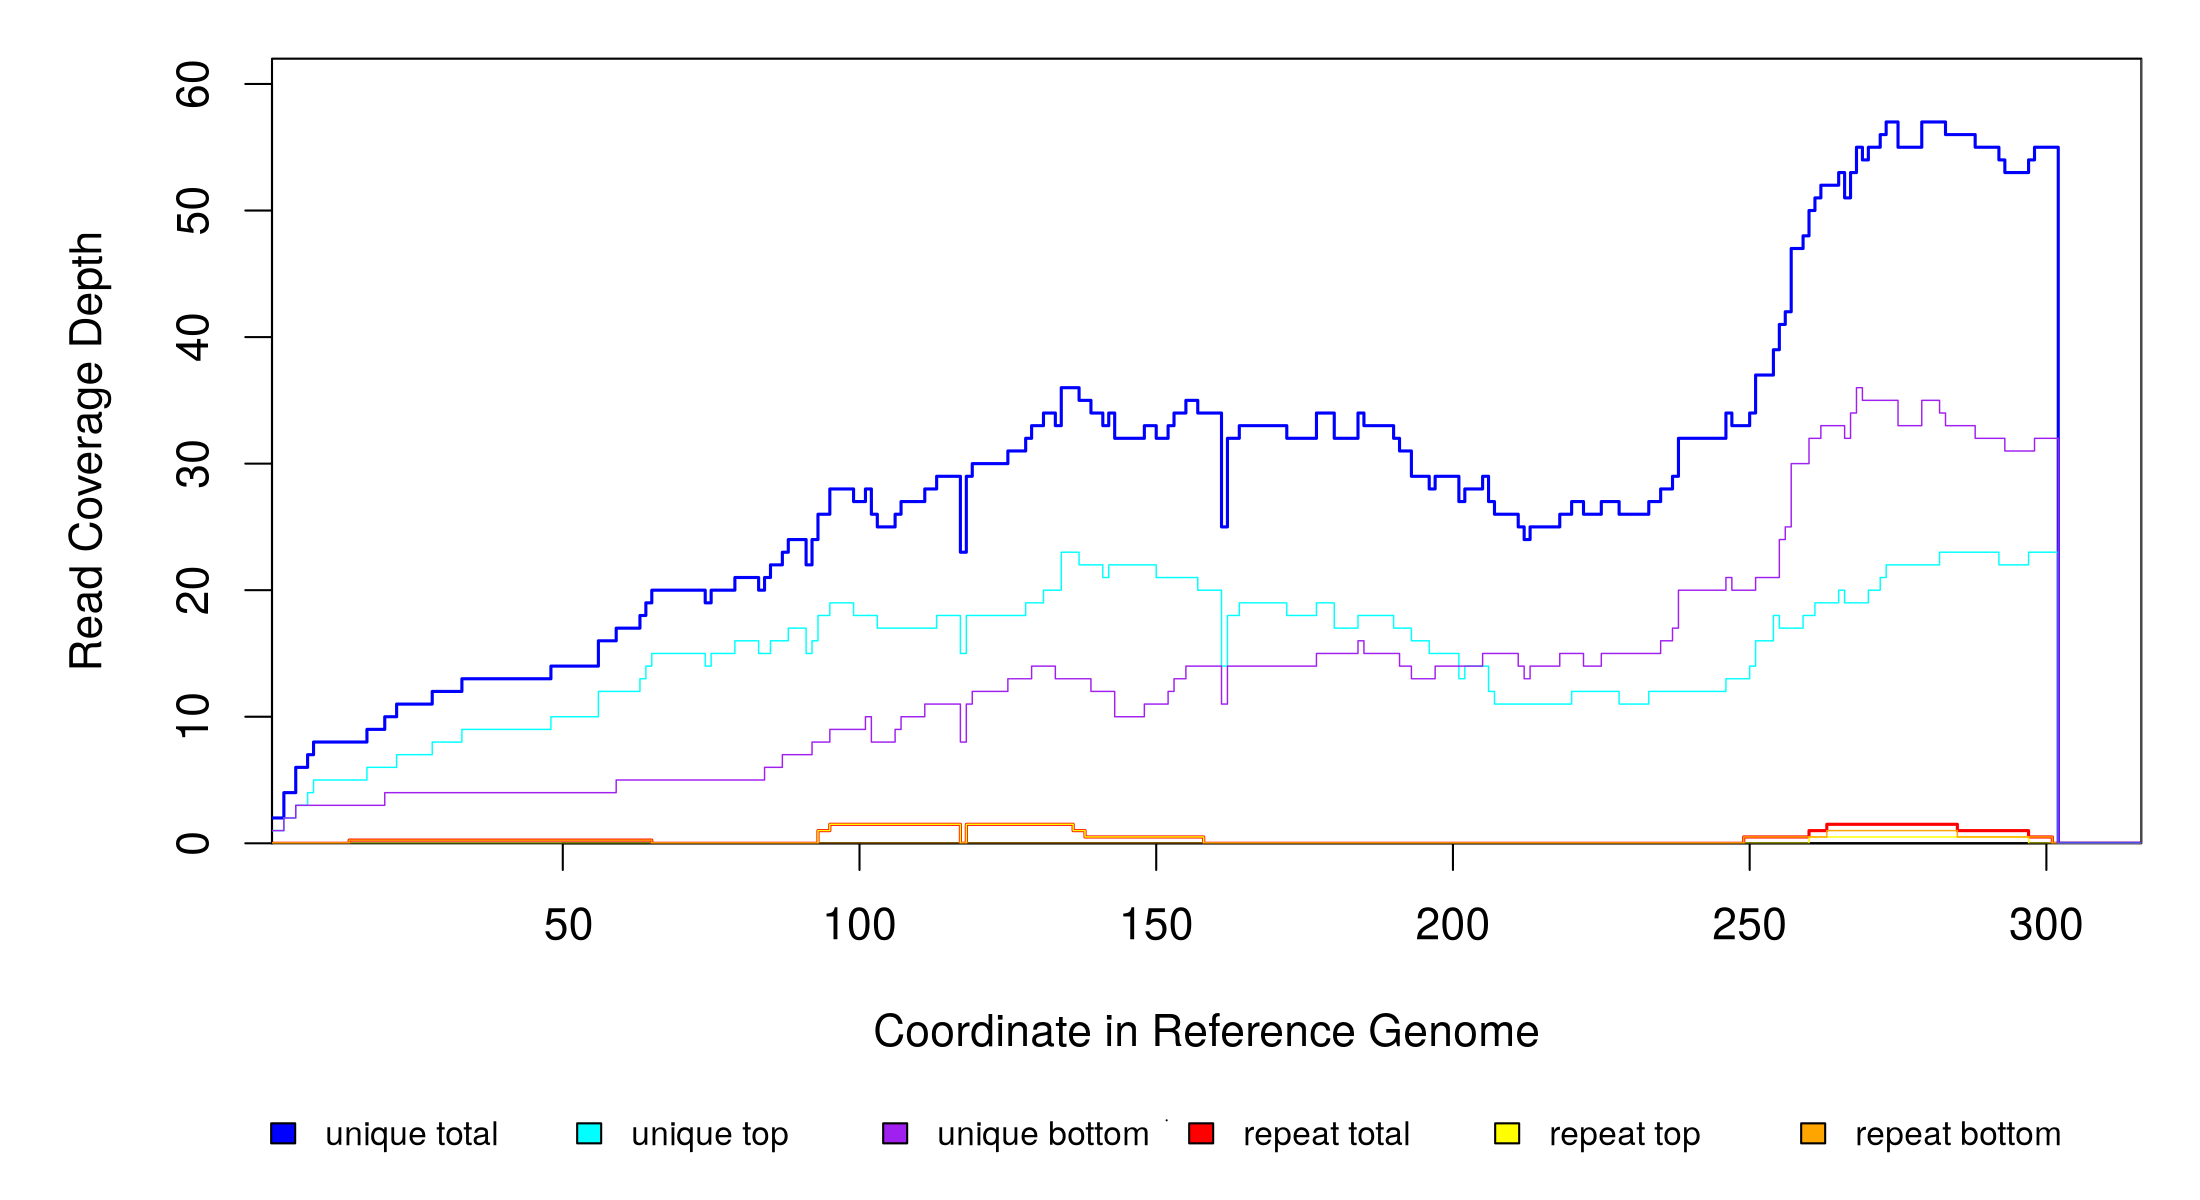 60
50
40
30
20
10
0
Read Coverage Depth
50 100 150 200 250 300
Coordinate in Reference Genome
unique total unique top unique bottom repeat total repeat top repeat bottom